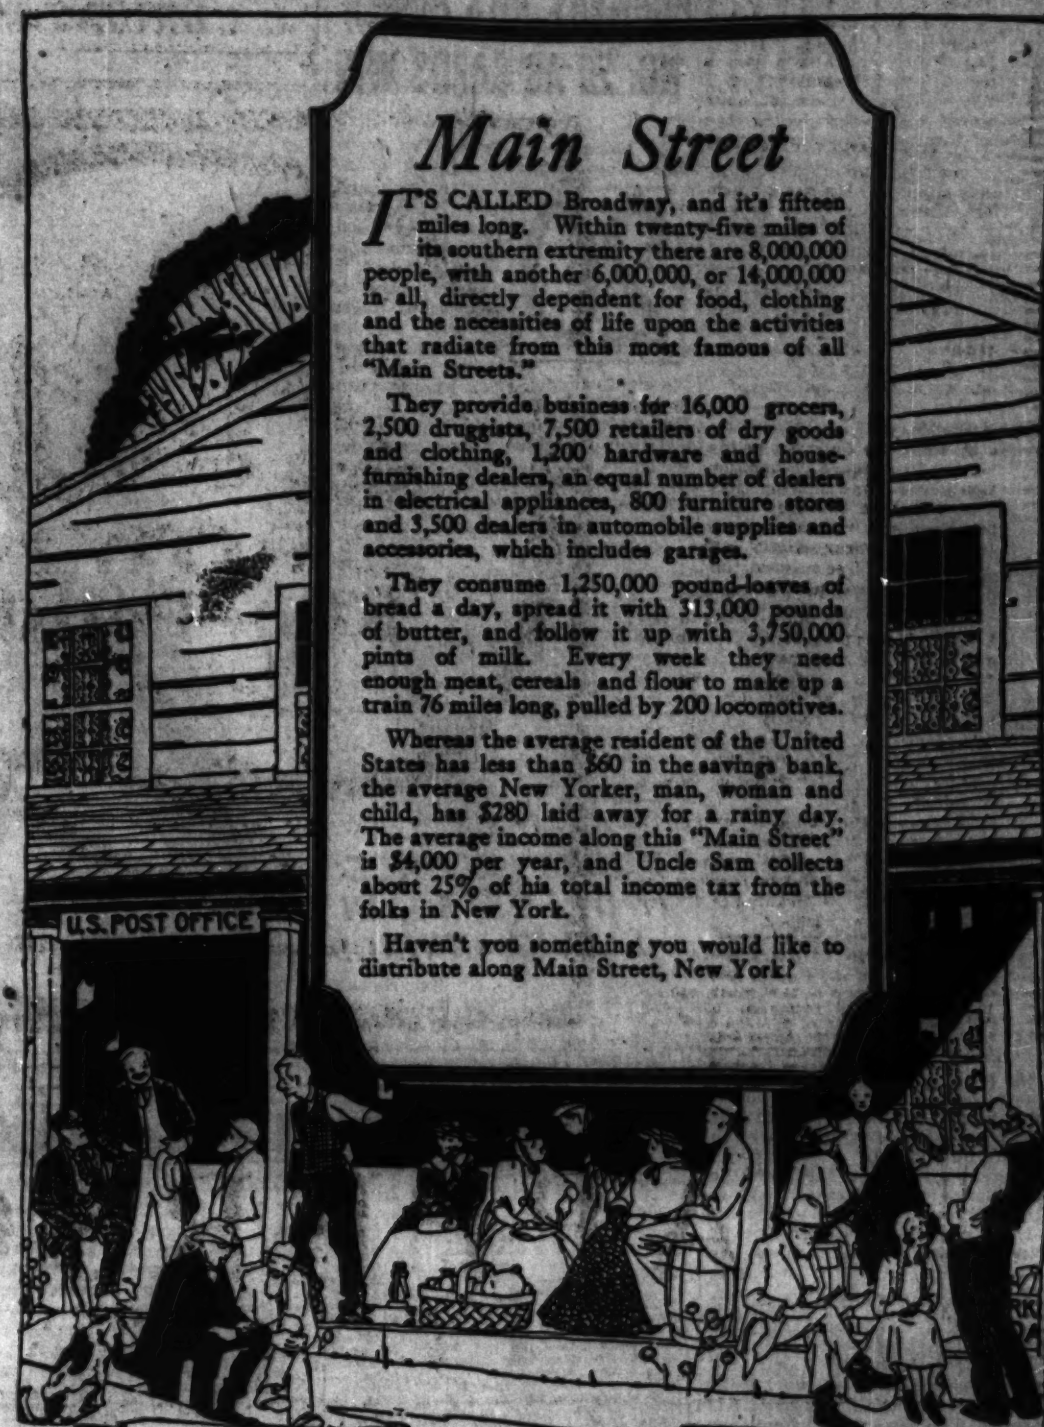 Main Street
IT'S CALLED Broadway, and it's fifteen
miles long. Within twenty-five miles of
its southern extremity there are 8,000,000
people, with another 6,000,000, or 14,000,000
in all, directly dependent for food, clothing
and the necessities of life upon the activities
that radiate from this most famous of all
"Main Streets."
They provide business for 16,000 grocers,
2,500 druggists, 7,500 retailers of dry goods
and clothing, 1,200 hardware and house-
furnishing dealers, an equal number of dealers
in electrical appliances, 800 furniture stores
and 3,500 dealers in automobile supplies and
accessories, which includes garages.
They consume 1,250,000 pound-loaves of
bread a day, spread it with 313,000 pounds
of butter, and follow it up with 3,750,000
pints of milk. Every week they need
enough meat, cereals and flour to make up a
train 76 miles long, pulled by 200 locomotives.
Whereas the average resident of the United
States has less than $60 in the savings bank,
the average New Yorker, man, woman and
child, has $280 laid away for a rainy day.
The average income along this "Main Street"
is $4,000 per year, and Uncle Sam collects
about 25% of his total income tax from the
folks in New York.
Haven't you something you would like to
distribute along Main Street, New York?
U.S. POST OFFICE